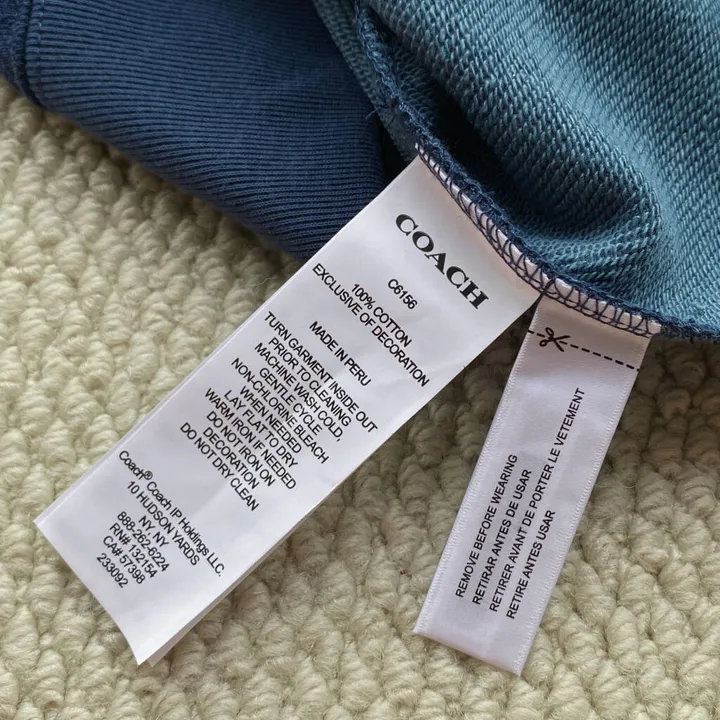 COACH
C6156
100% COTTON
EXCLUSIVE OF DECORATION
MADE IN PERU
TURN GARMENT INSIDE OUT
PRIOR TO CLEANING
MACHINE WASH COLD,
GENTLE CYCLE
NON-CHLORINE BLEACH
WHEN NEEDED
LAY FLAT TO DRY
WARM IRON IF NEEDED
DO NOT IRON ON
DECORATION
DO NOT DRY CLEAN
Coach® Coach IP Holdings LLC.
10 HUDSON YARDS
NY, NY
888-262-6224
RN# 132154
CA# 57398
233092
REMOVE BEFORE WEARING
RETIRAR ANTES DE USAR
RETIRER AVANT DE PORTER LE VETEMENT
RETIRE ANTES USAR